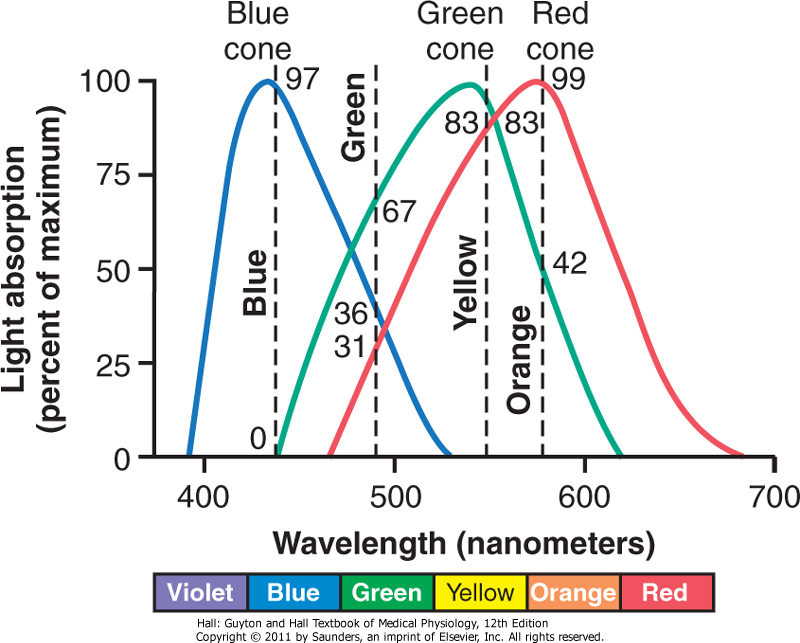 Blue
cone
Green
cone
Red
cone
Light absorption
(percent of maximum)
100
75
50
25
0
97
Green
83
83
99
67
42
Blue
36
31
Yellow
Orange
0
400
500
600
700
Wavelength (nanometers)
Violet
Blue
Green
Yellow
Orange
Red
Hall: Guyton and Hall Textbook of Medical Physiology, 12th Edition
Copyright © 2011 by Saunders, an imprint of Elsevier, Inc. All rights reserved.